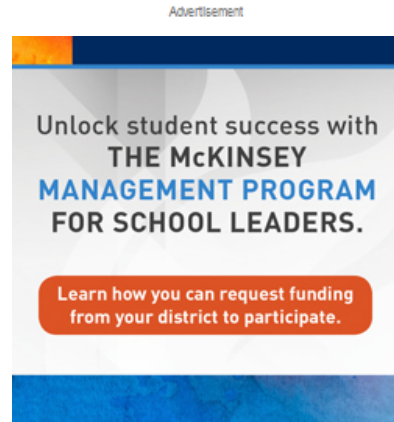 Advertisement
Unlock student success with
THE McKINSEY
MANAGEMENT PROGRAM
FOR SCHOOL LEADERS.
Learn how you can request funding
from your district to participate.